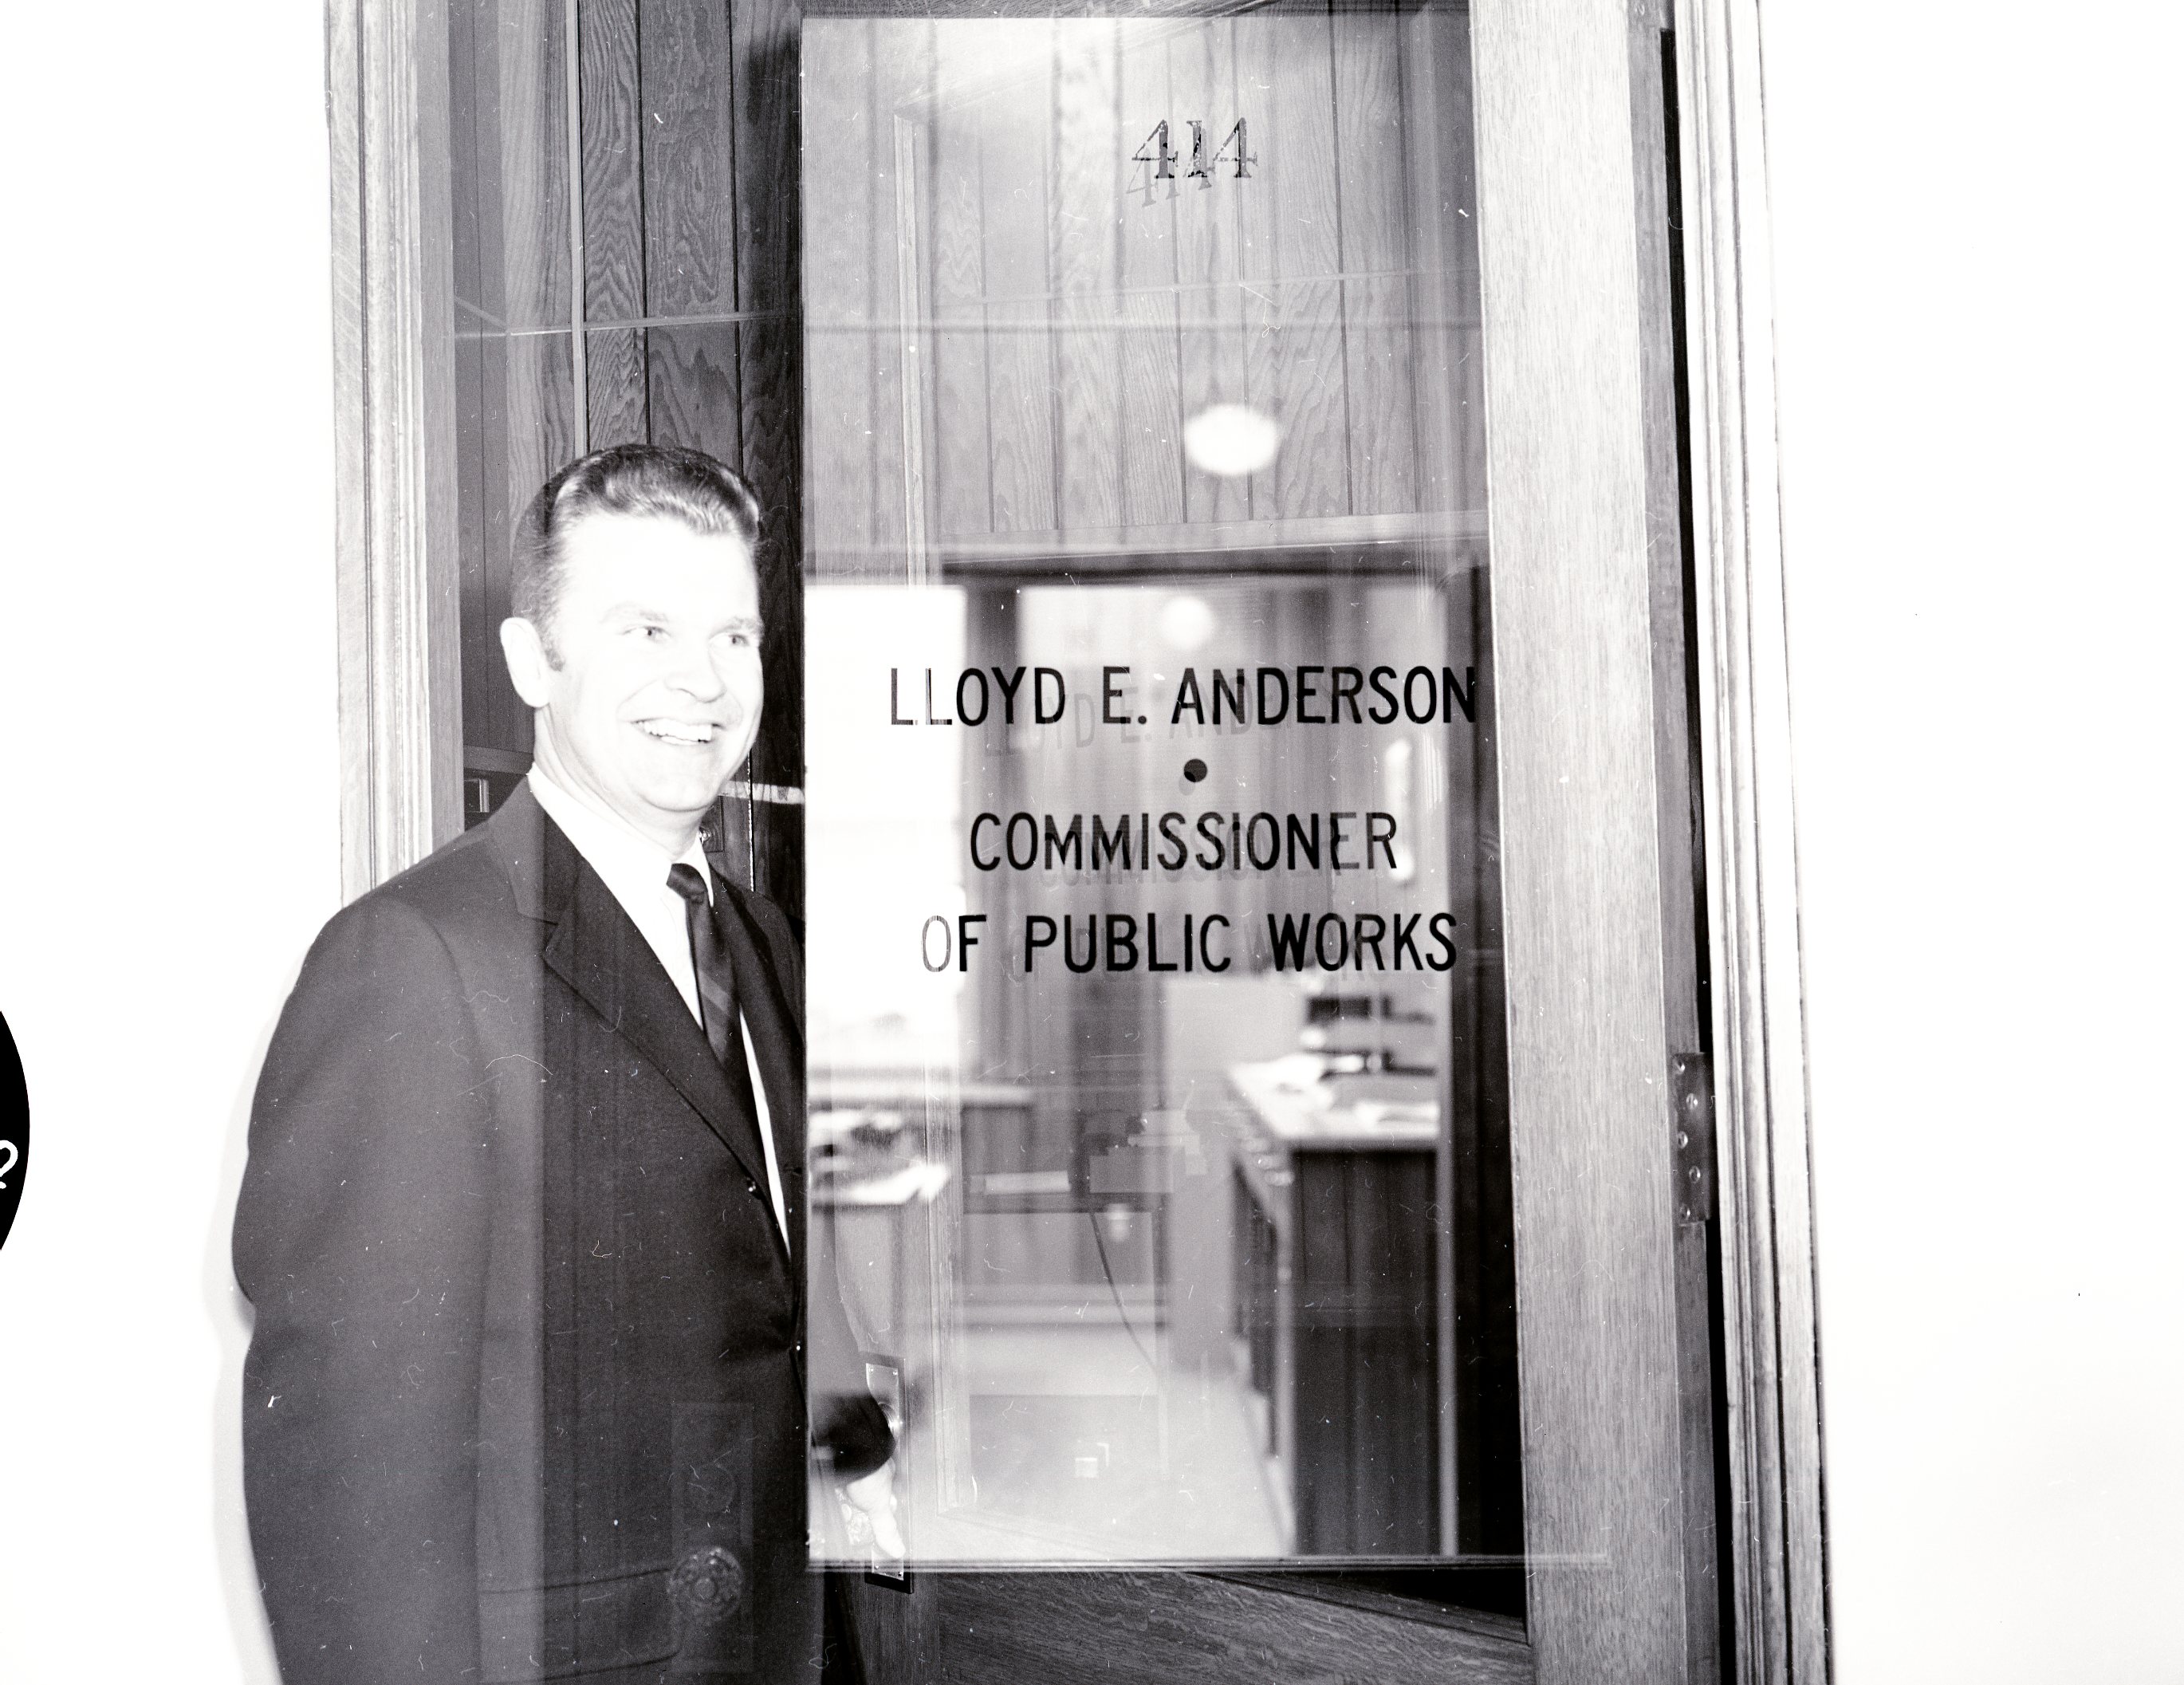 414
LLOYD E. ANDERSON
•
COMMISSIONER
OF PUBLIC WORKS
?